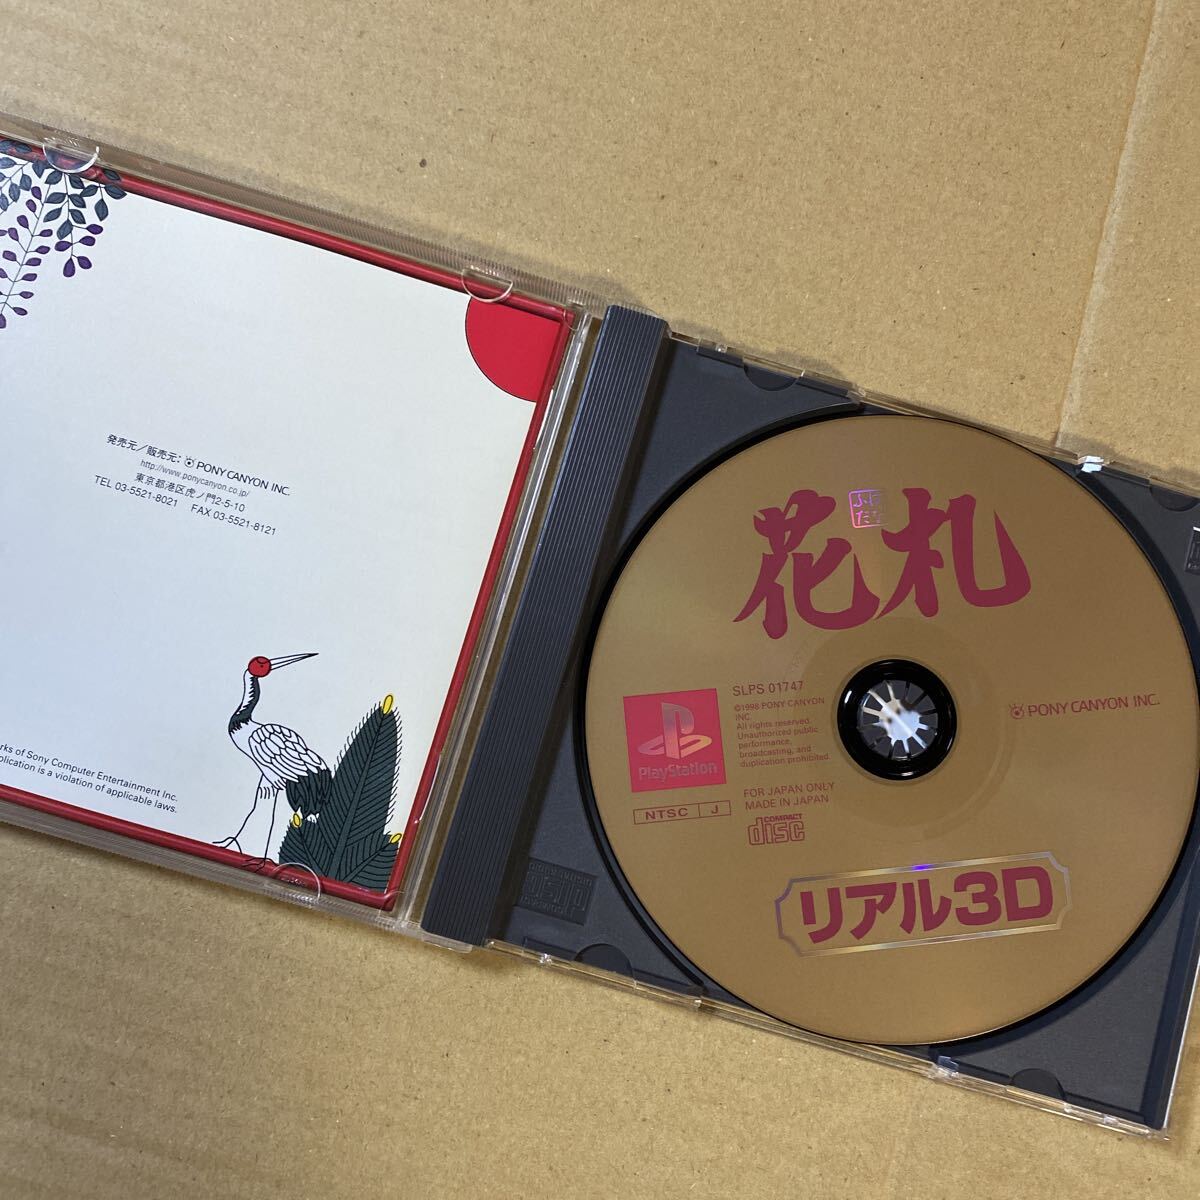 発売元／販売元: PONY CANYON INC.
http://www.ponycanyon.co.jp/
東京都港区虎ノ門2-5-10
TEL 03-5521-8021 FAX 03-5521-8121
rks of Sony Computer Entertainment Inc.
plication is a violation of applicable laws.
花札
SLPS 01747
©1998 PONY CANYON
INC.
All rights reserved.
Unauthorized public
performance,
broadcasting, and
duplication prohibited.
FOR JAPAN ONLY
MADE IN JAPAN
COMPACT
disc
PlayStation
NTSC J
PONY CANYON INC.
リアル3D